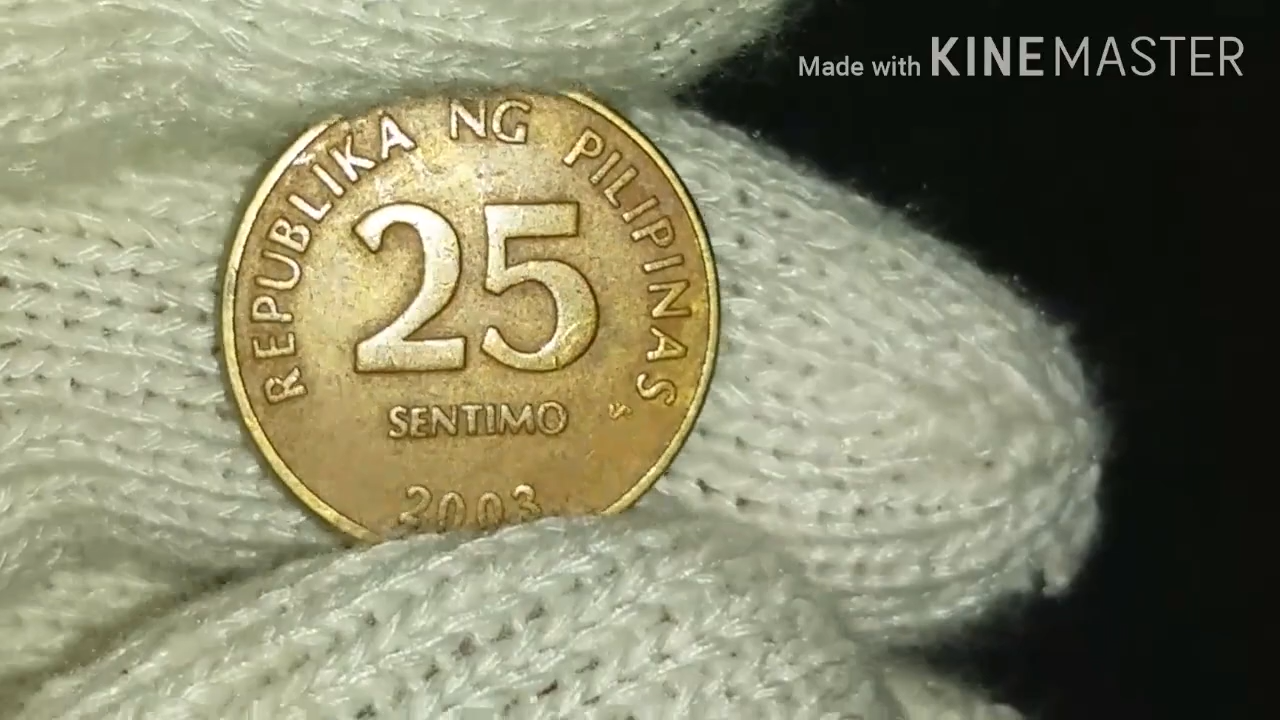 Made with KINEMASTER
REPUBLIKA NG PILIPINAS
25
SENTIMO
2003